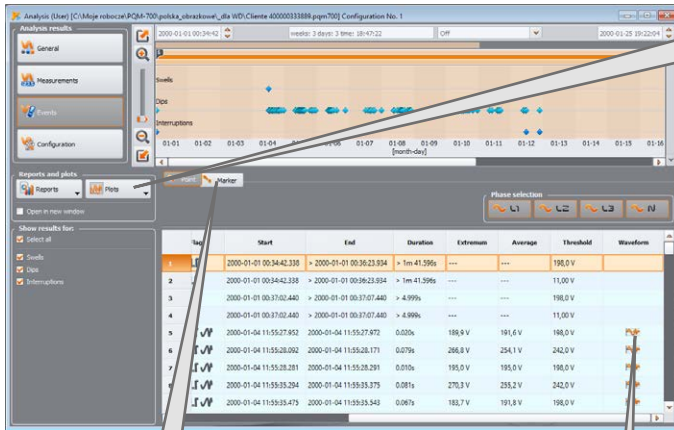 Analysis (User) [C:\Moje robocze\PQM-700\polska_obrazkowe\_dla WD\Cliente 400000333889.pqm700] Configuration No. 1
Analysis results
General
Measurements
Events
Configuration
2000-01-01 00:34:42
weeks: 3 days: 3 time: 18:47:22
Off
2000-01-25 19:22:04
Swells
Dips
Interruptions
01-01 01-02 01-03 01-04 01-06 01-07 01-08 01-09 01-10 01-11 01-12 01-13 01-14 01-15 01-16
[month-day]
Reports and plots
Reports
Plots
Open in new window
Show results for:
Select all
Swells
Dips
Interruptions
Marker
Phase selection
L1 L2 L3 N
Start End Duration Extremum Average Threshold Waveform
1 2000-01-01 00:34:42.338 > 2000-01-01 00:36:23.934 > 1m 41.596s --- --- 198,0 V
2 2000-01-01 00:34:42.338 > 2000-01-01 00:36:23.934 > 1m 41.596s --- --- 11,00 V
3 2000-01-01 00:37:02.440 > 2000-01-01 00:37:07.440 > 4.999s --- --- 198,0 V
4 2000-01-01 00:37:02.440 > 2000-01-01 00:37:07.440 > 4.999s --- --- 11,00 V
5 2000-01-04 11:55:27.952 2000-01-04 11:55:27.972 0.020s 189,9 V 191,6 V 198,0 V
6 2000-01-04 11:55:28.092 2000-01-04 11:55:28.171 0.079s 266,8 V 254,1 V 242,0 V
7 2000-01-04 11:55:28.281 2000-01-04 11:55:28.291 0.010s 195,0 V 195,0 V 198,0 V
2000-01-04 11:55:35.294 2000-01-04 11:55:35.375 0.081s 270,3 V 255,2 V 242,0 V
2000-01-04 11:55:35.475 2000-01-04 11:55:35.543 0.067s 183,7 V 191,8 V 198,0 V